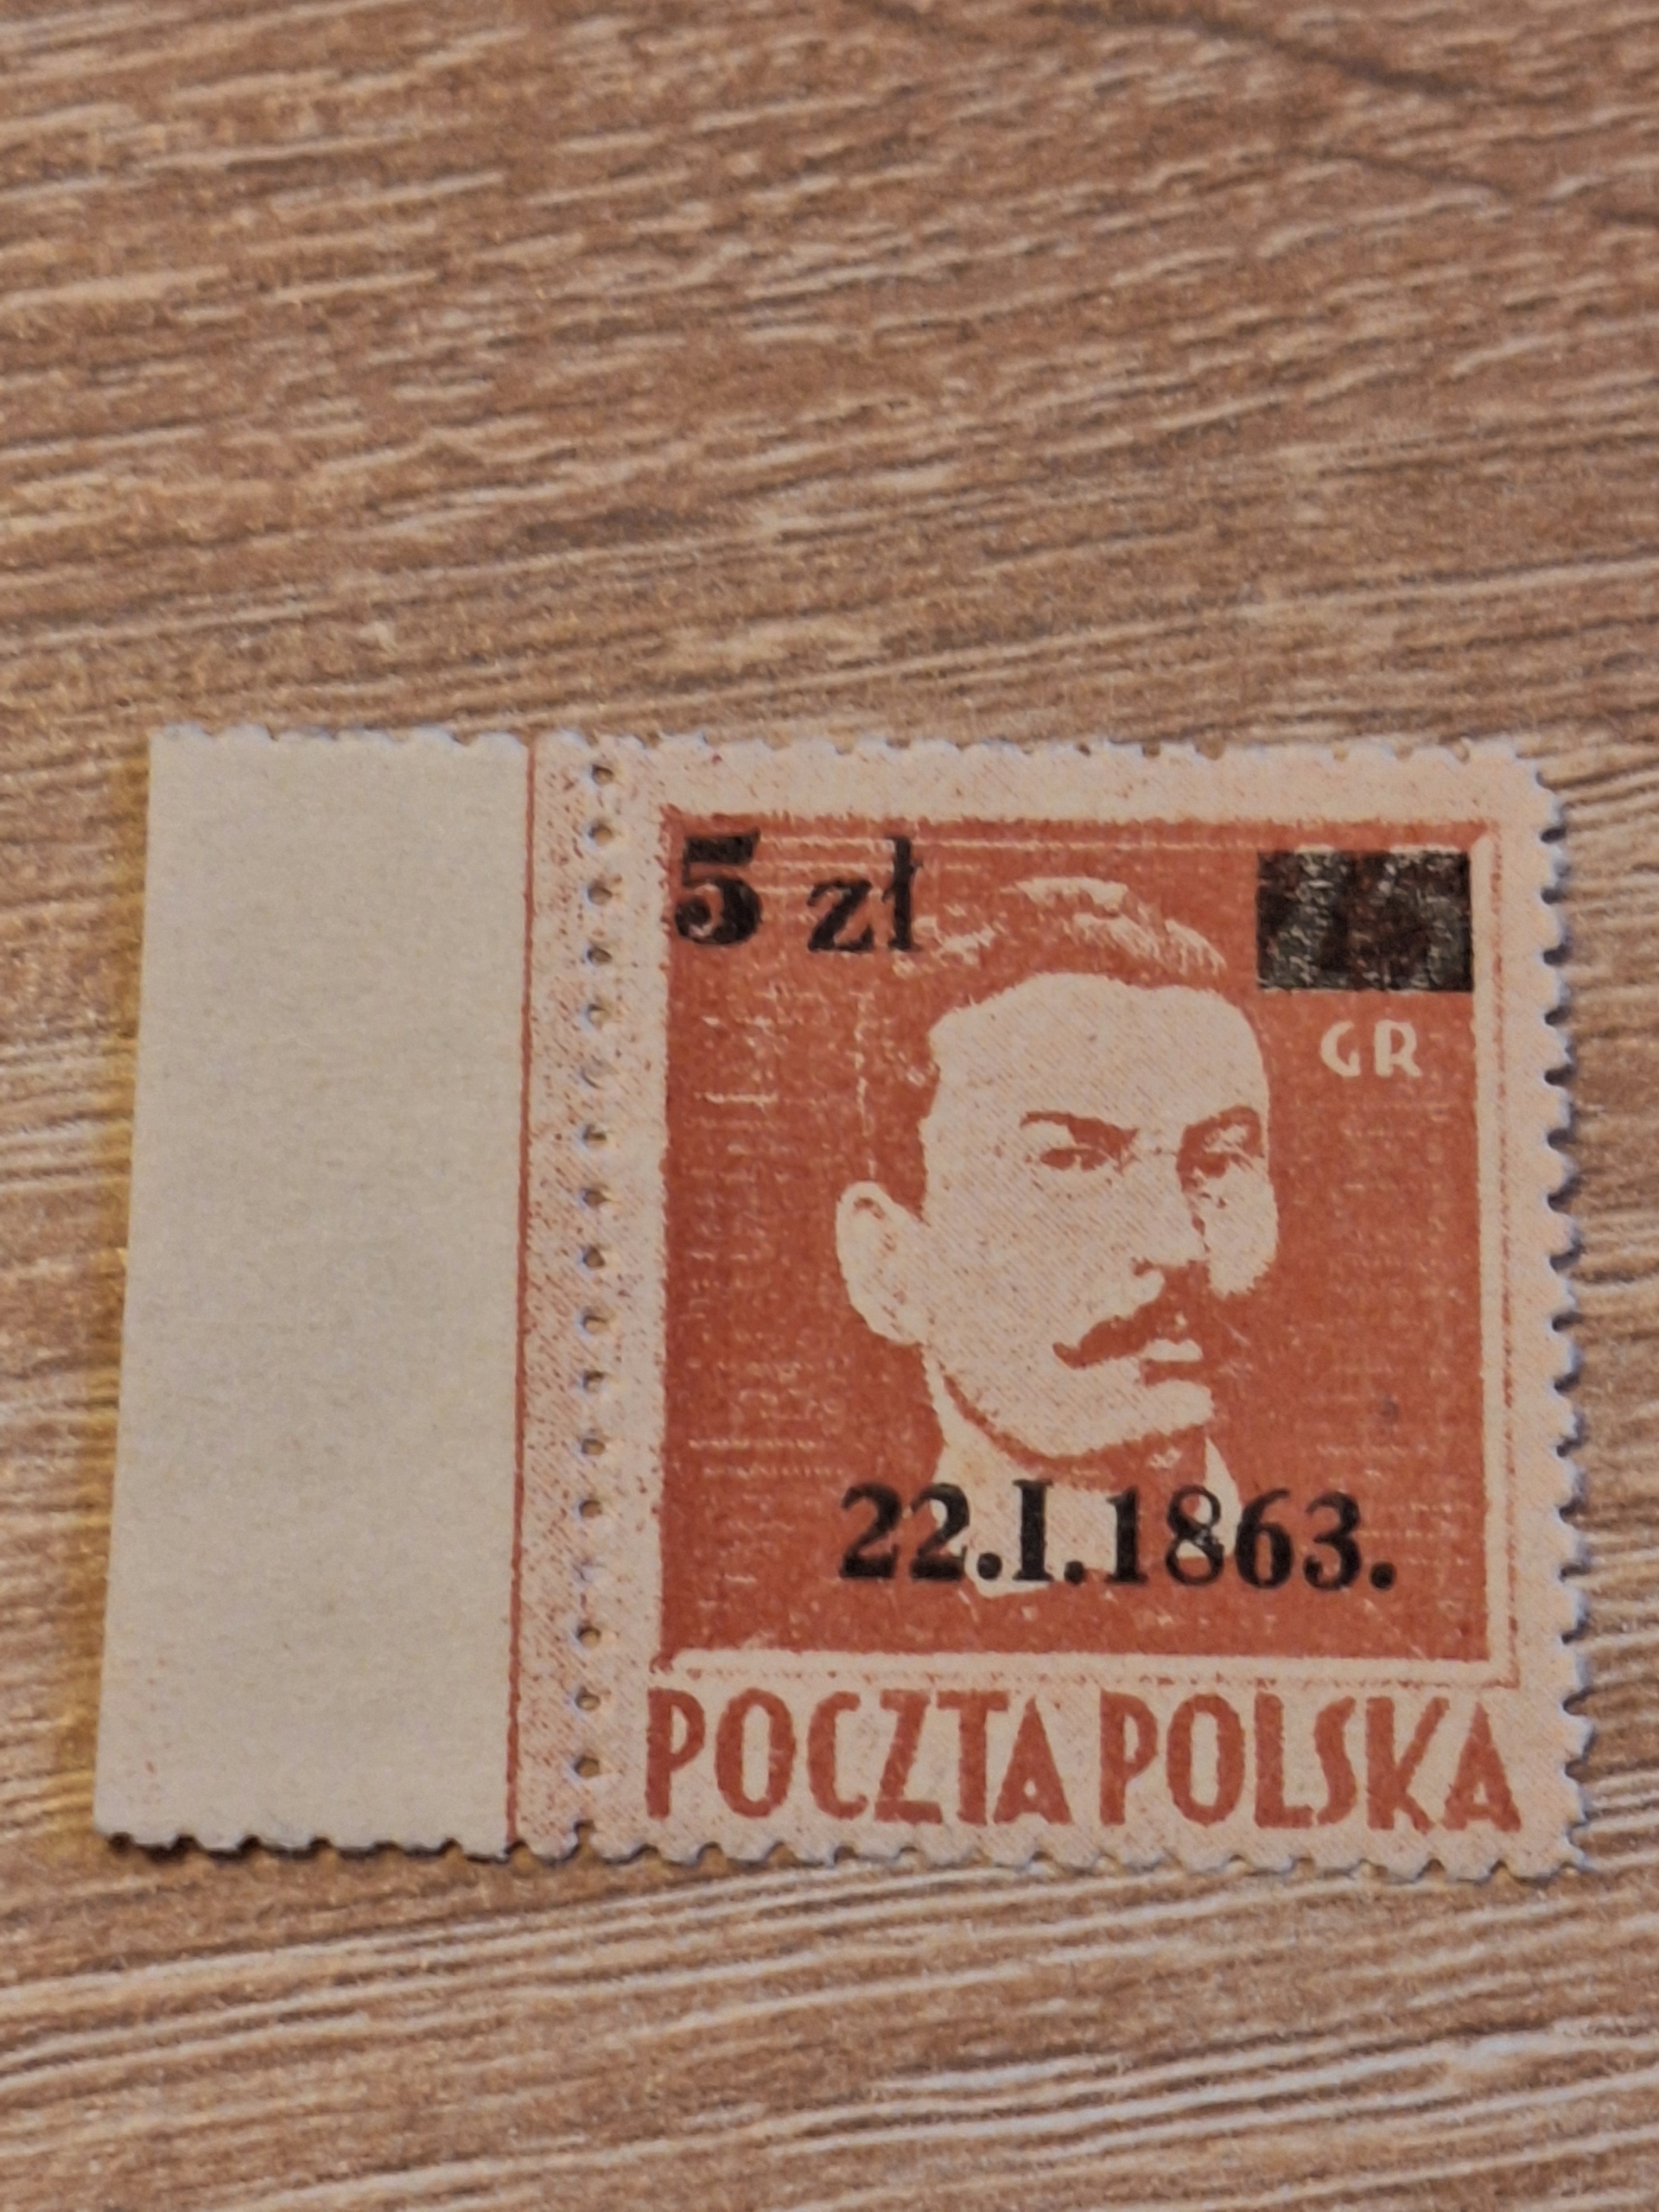 5 zł
GR
22.I.1863.
POCZTA POLSKA